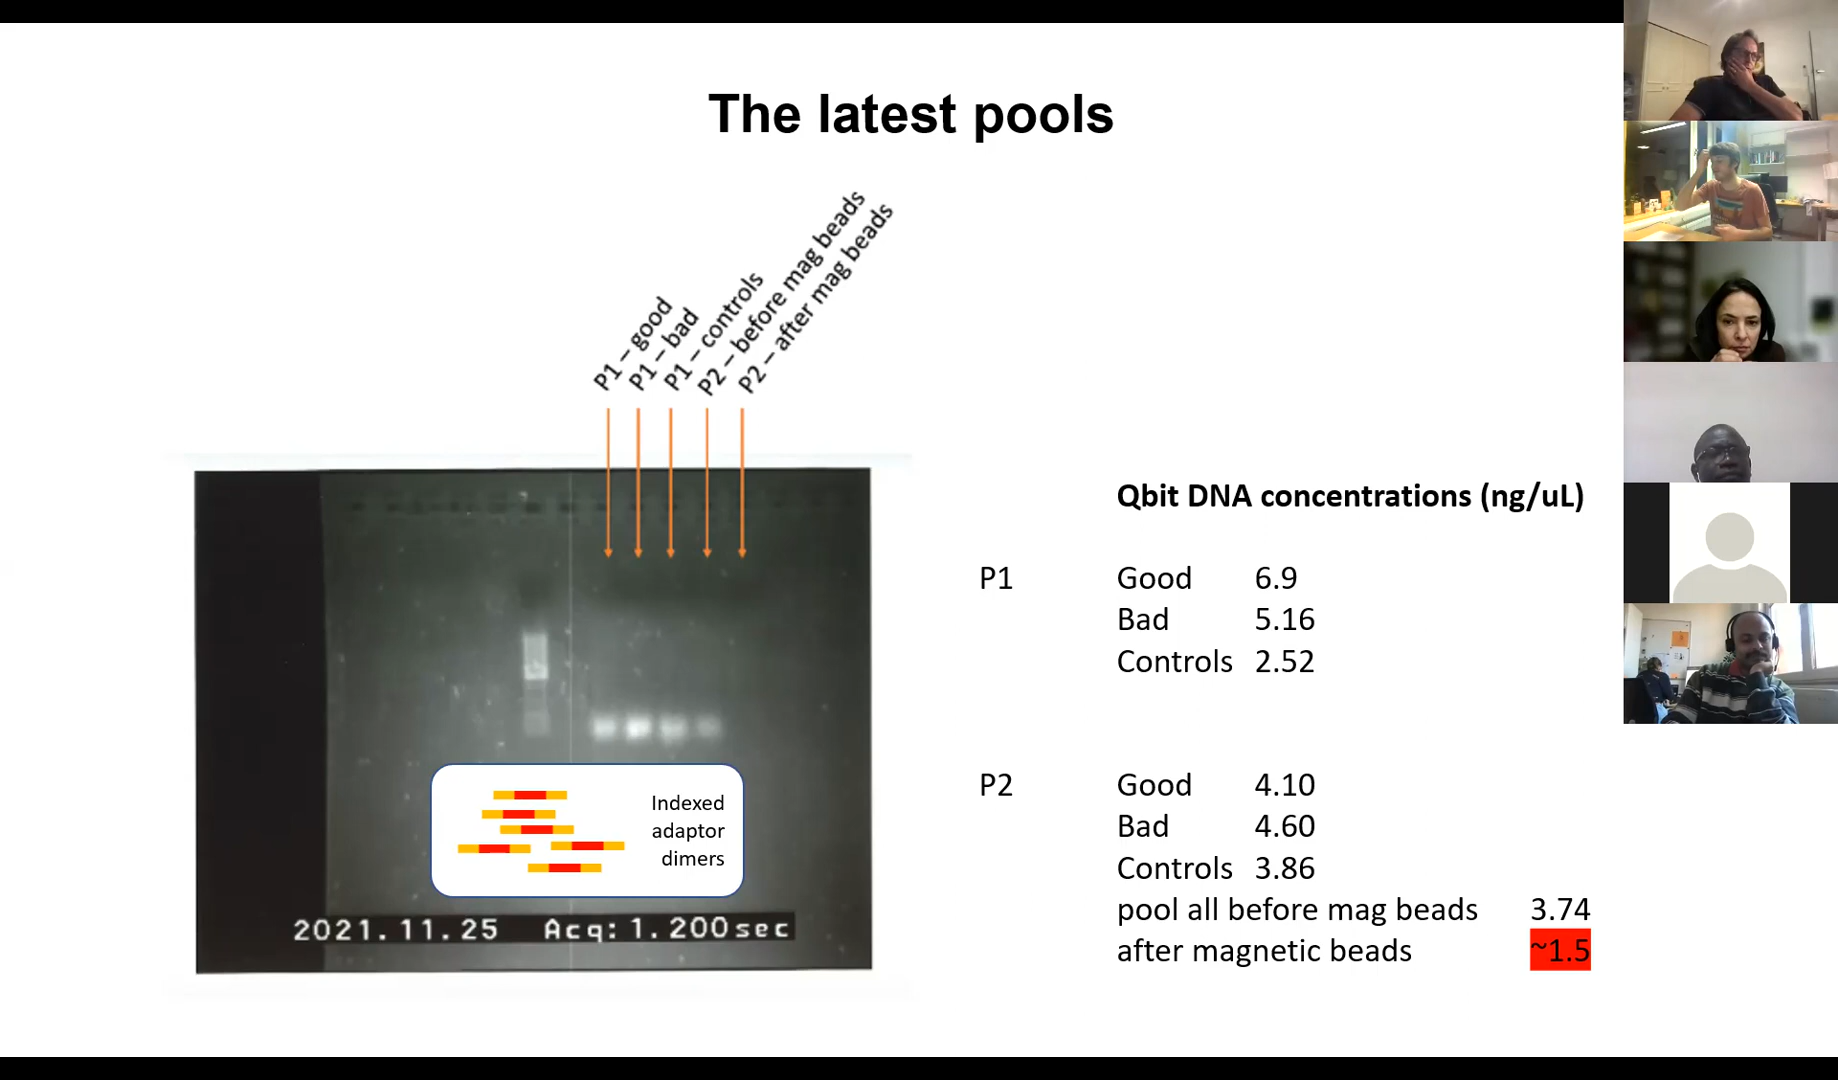 The latest pools
P1 – good
P1 – bad
P1 – controls
P2 – before mag beads
P2 – after mag beads
Indexed
adaptor
dimers
2021.11.25 Acq:1.200sec
Qbit DNA concentrations (ng/uL)
P1 Good 6.9
Bad 5.16
Controls 2.52
P2 Good 4.10
Bad 4.60
Controls 3.86
pool all before mag beads 3.74
after magnetic beads ~1.5